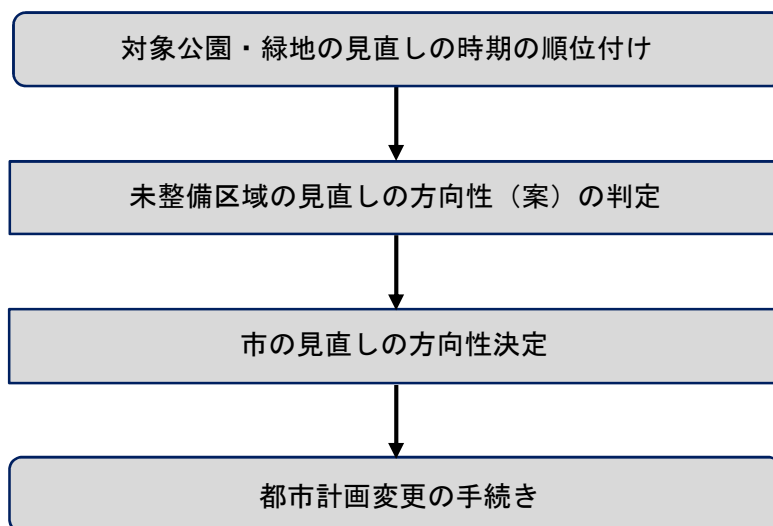 対象公園・緑地の見直しの時期の順位付け
未整備区域の見直しの方向性（案）の判定
市の見直しの方向性決定
都市計画変更の手続き